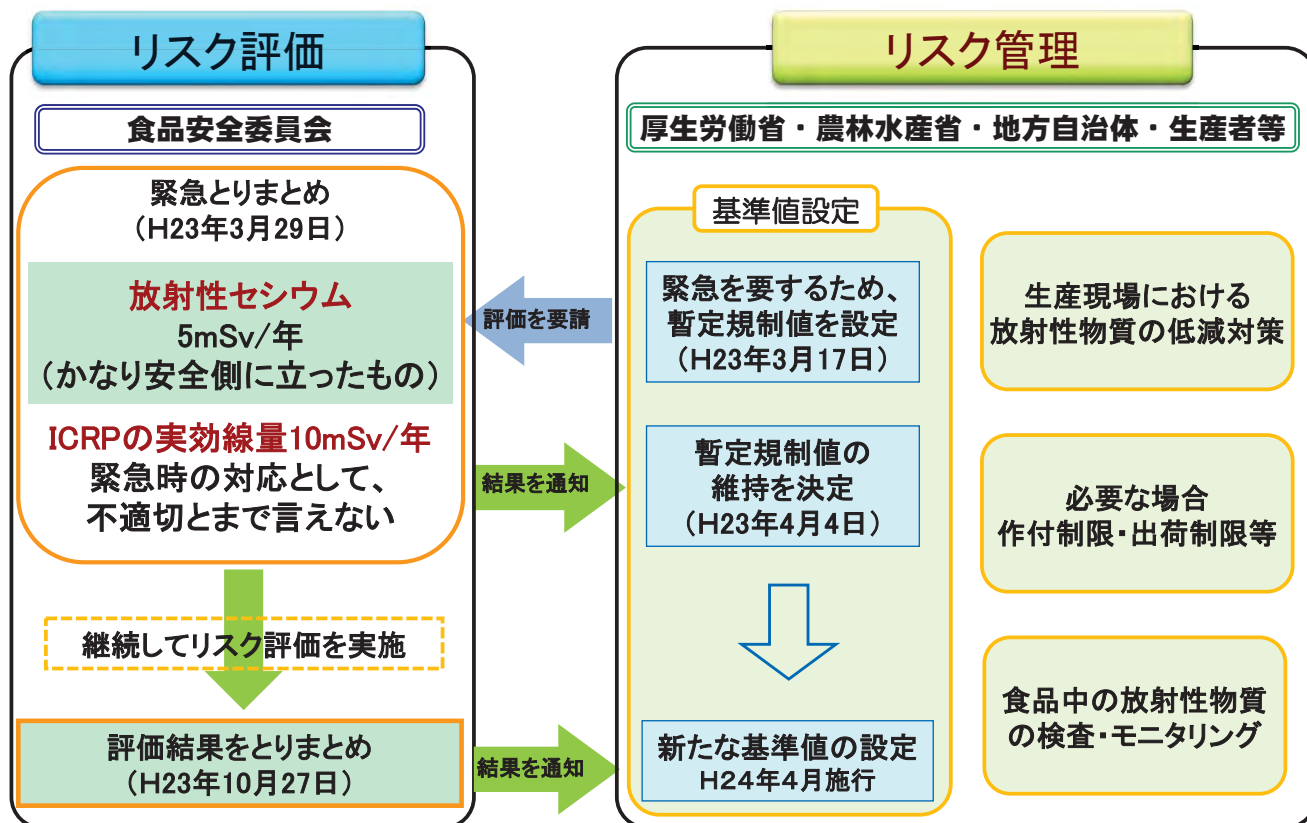 リスク評価
食品安全委員会
緊急とりまとめ
（H23年3月29日）
放射性セシウム
5mSv/年
（かなり安全側に立ったもの）
ICRPの実効線量10mSv/年
緊急時の対応として、
不適切とまで言えない
継続してリスク評価を実施
評価結果をとりまとめ
（H23年10月27日）
評価を要請
結果を通知
結果を通知
リスク管理
厚生労働省・農林水産省・地方自治体・生産者等
基準値設定
緊急を要するため、
暫定規制値を設定
（H23年3月17日）
暫定規制値の
維持を決定
（H23年4月4日）
新たな基準値の設定
H24年4月施行
生産現場における
放射性物質の低減対策
必要な場合
作付制限・出荷制限等
食品中の放射性物質
の検査・モニタリング